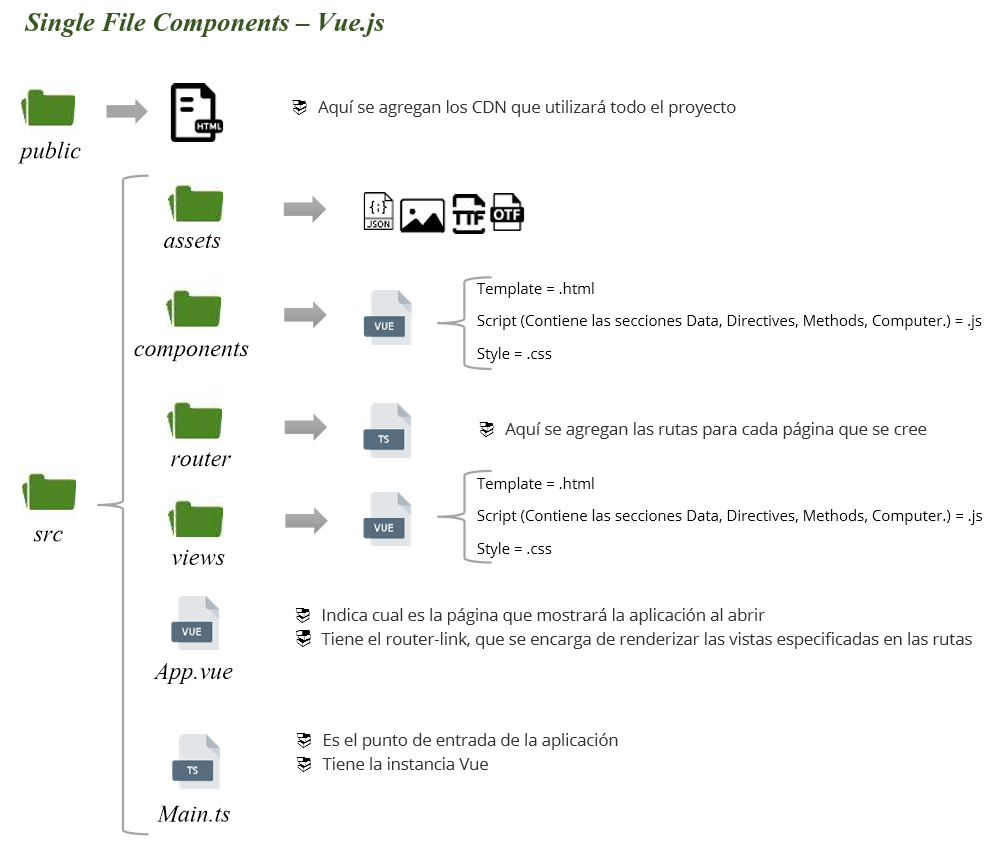 Single File Components – Vue.js
HTML
Aquí se agregan los CDN que utilizará todo el proyecto
public
{;}
.JSON
TTF
OTF
assets
Template = .html
VUE
Script (Contiene las secciones Data, Directives, Methods, Computer.) = .js
Style = .css
components
TS
Aquí se agregan las rutas para cada página que se cree
router
src
Template = .html
VUE
Script (Contiene las secciones Data, Directives, Methods, Computer.) = .js
Style = .css
views
VUE
Indica cual es la página que mostrará la aplicación al abrir
Tiene el router-link, que se encarga de renderizar las vistas especificadas en las rutas
App.vue
Es el punto de entrada de la aplicación
Tiene la instancia Vue
TS
Main.ts